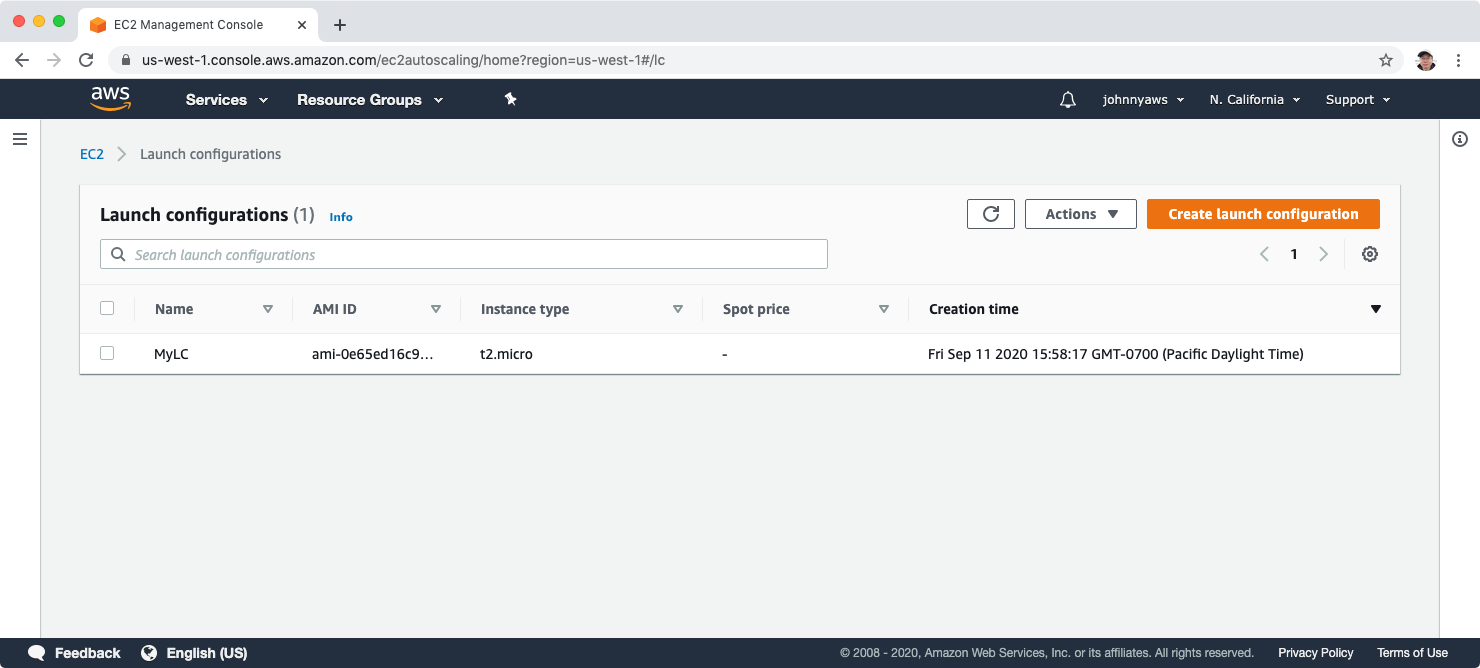 EC2 Management Console
us-west-1.console.aws.amazon.com/ec2autoscaling/home?region=us-west-1#/lc
aws Services Resource Groups johnnyaws N. California Support
EC2 Launch configurations
Launch configurations (1) Info Actions Create launch configuration
Search launch configurations 1
Name AMI ID Instance type Spot price Creation time
MyLC ami-0e65ed16c9... t2.micro - Fri Sep 11 2020 15:58:17 GMT-0700 (Pacific Daylight Time)
Feedback English (US) © 2008 - 2020, Amazon Web Services, Inc. or its affiliates. All rights reserved. Privacy Policy Terms of Use